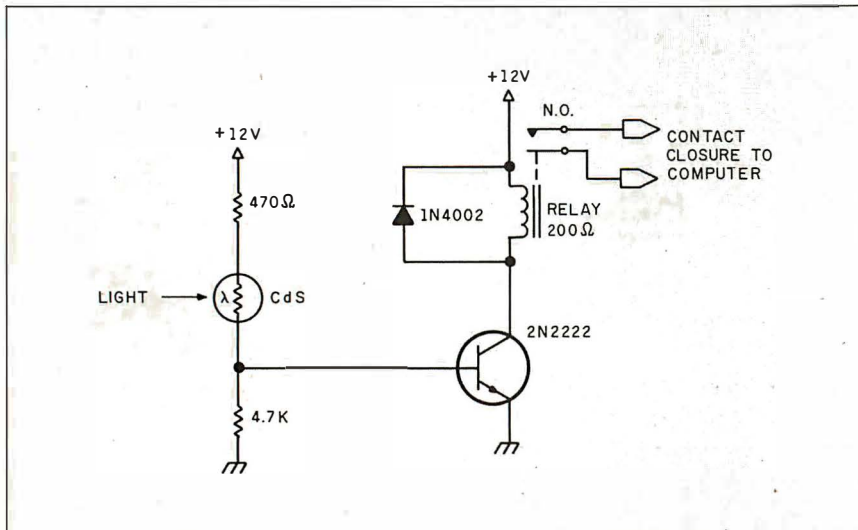 +12V
470Ω
LIGHT
λ
CdS
4.7K
+12V
N.O.
CONTACT
CLOSURE TO
COMPUTER
1N4002
RELAY
200Ω
2N2222